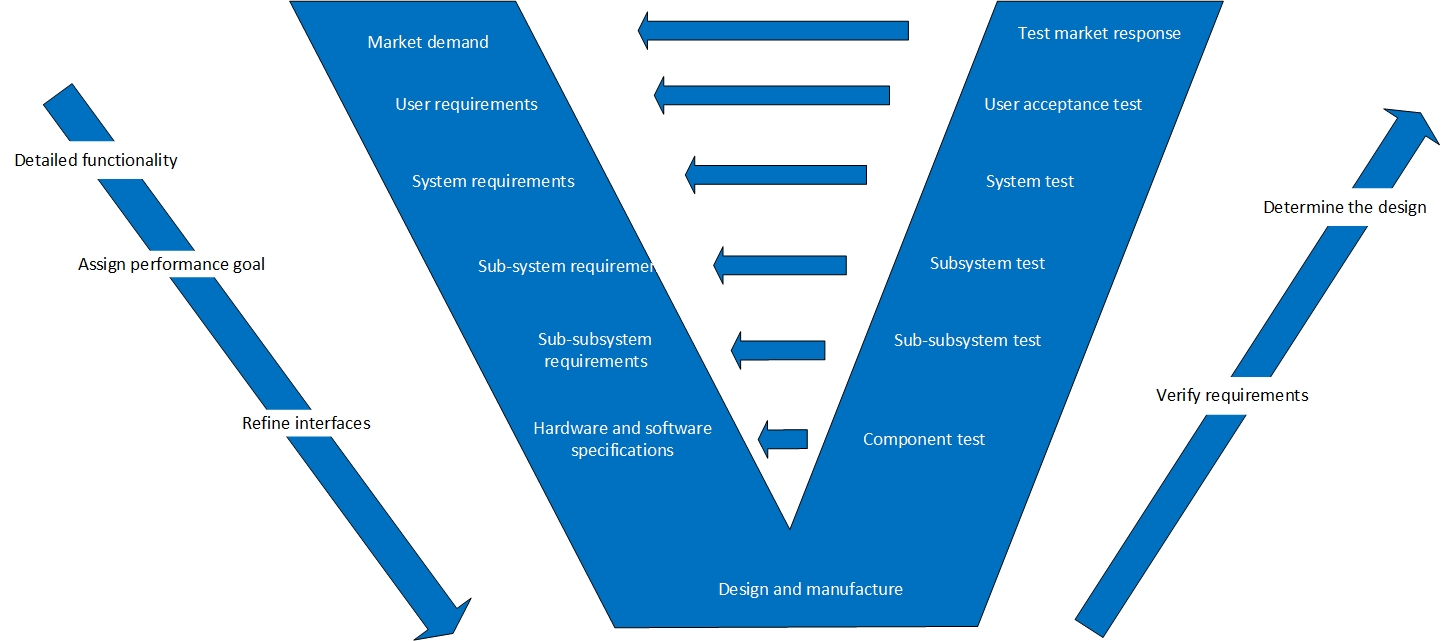 Market demand
Test market response
User requirements
User acceptance test
Detailed functionality
System requirements
System test
Determine the design
Assign performance goal
Sub-system requiremen
Subsystem test
Sub-subsystem
requirements
Sub-subsystem test
Verify requirements
Refine interfaces
Hardware and software
specifications
Component test
Design and manufacture